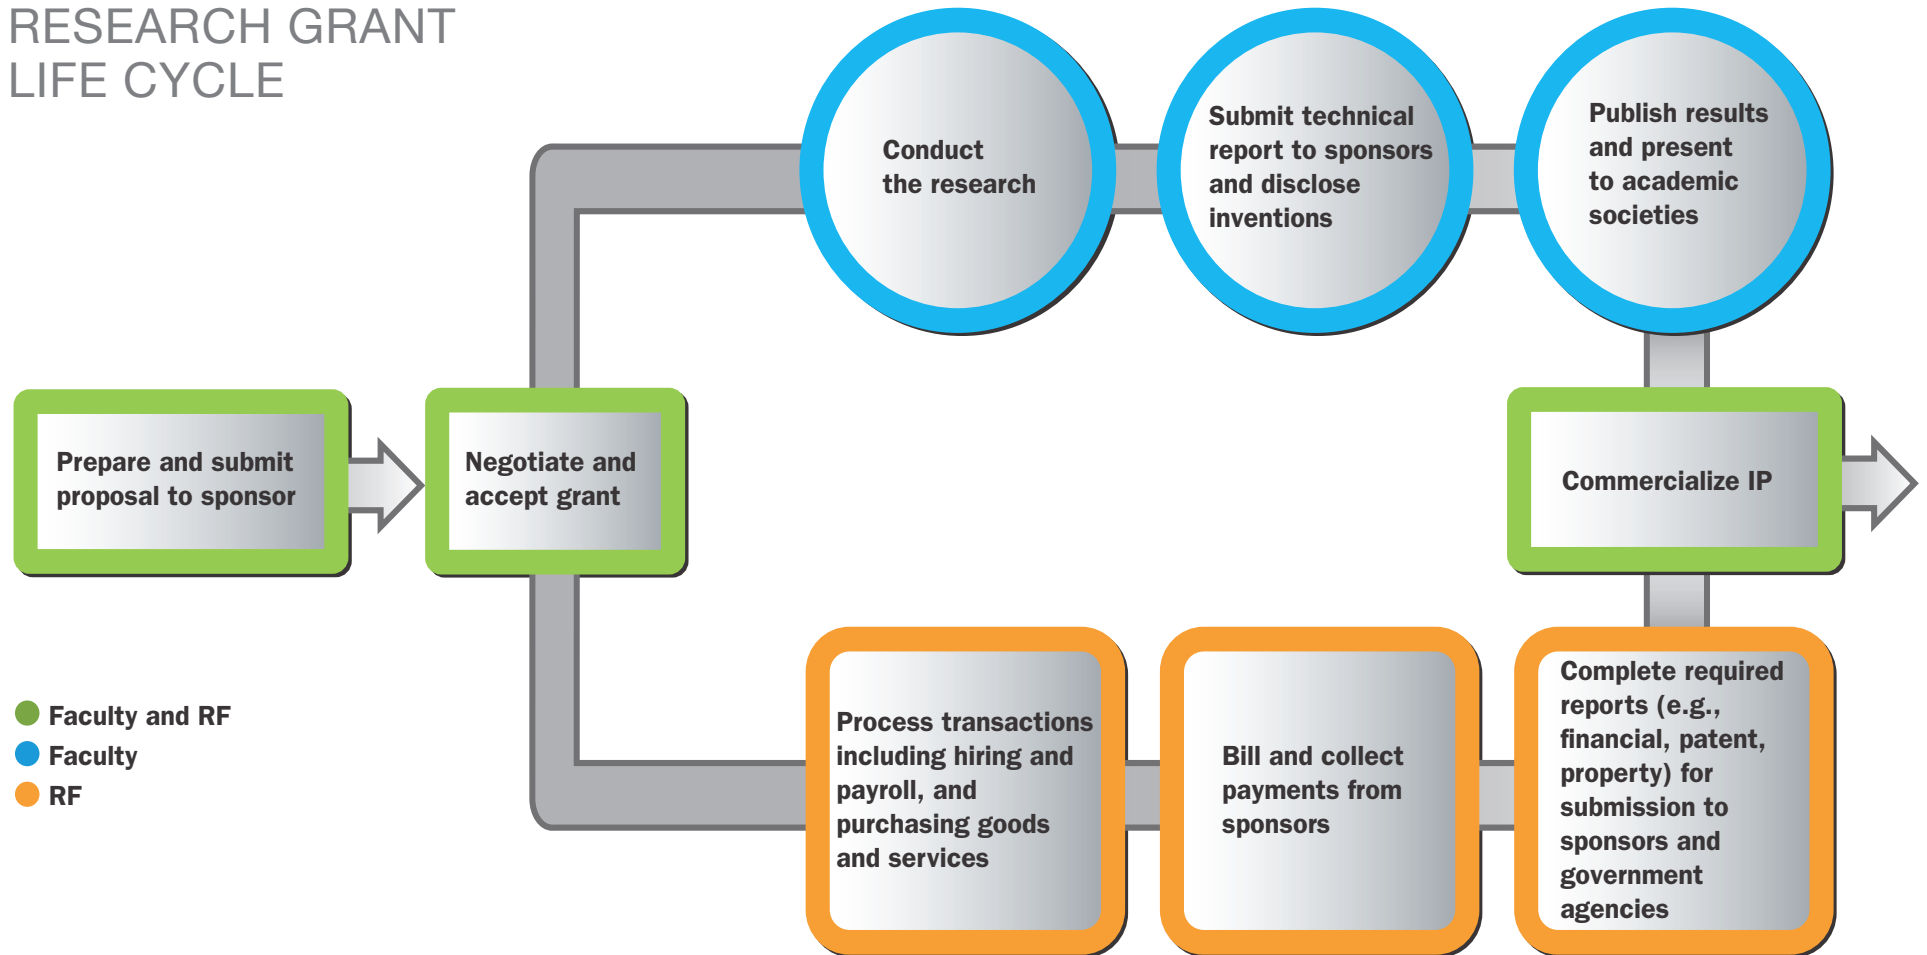 RESEARCH GRANT
LIFE CYCLE
Conduct
the research
Submit technical
report to sponsors
and disclose
inventions
Publish results
and present
to academic
societies
Prepare and submit
proposal to sponsor
Negotiate and
accept grant
Commercialize IP
Faculty and RF
Faculty
RF
Process transactions
including hiring and
payroll, and
purchasing goods
and services
Bill and collect
payments from
sponsors
Complete required
reports (e.g.,
financial, patent,
property) for
submission to
sponsors and
government
agencies